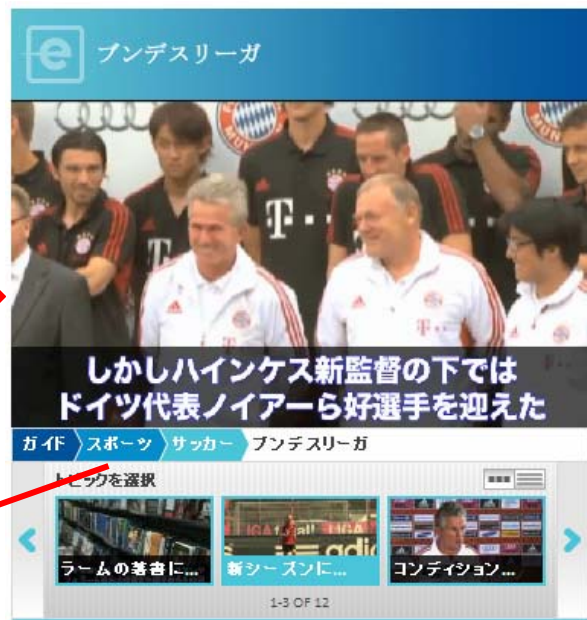 e ブンデスリーガ
しかしハインケス新監督の下では
ドイツ代表ノイアーら好選手を迎えた
ガイド スポーツ サッカー ブンデスリーガ
トピックを選択
ラームの著書に... 新シーズンに... コンディション...
1-3 OF 12